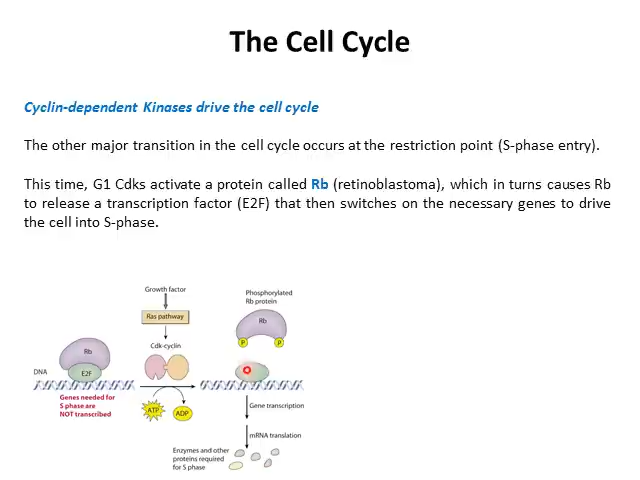 The Cell Cycle
Cyclin-dependent Kinases drive the cell cycle
The other major transition in the cell cycle occurs at the restriction point (S-phase entry).
This time, G1 Cdks activate a protein called Rb (retinoblastoma), which in turns causes Rb
to release a transcription factor (E2F) that then switches on the necessary genes to drive
the cell into S-phase.
Growth factor
Ras pathway
Cdk-cyclin
Phosphorylated
Rb protein
Rb
P
P
Rb
E2F
DNA
Genes needed for
S phase are
NOT transcribed
ATP
ADP
Gene transcription
mRNA translation
Enzymes and other
proteins required
for S phase